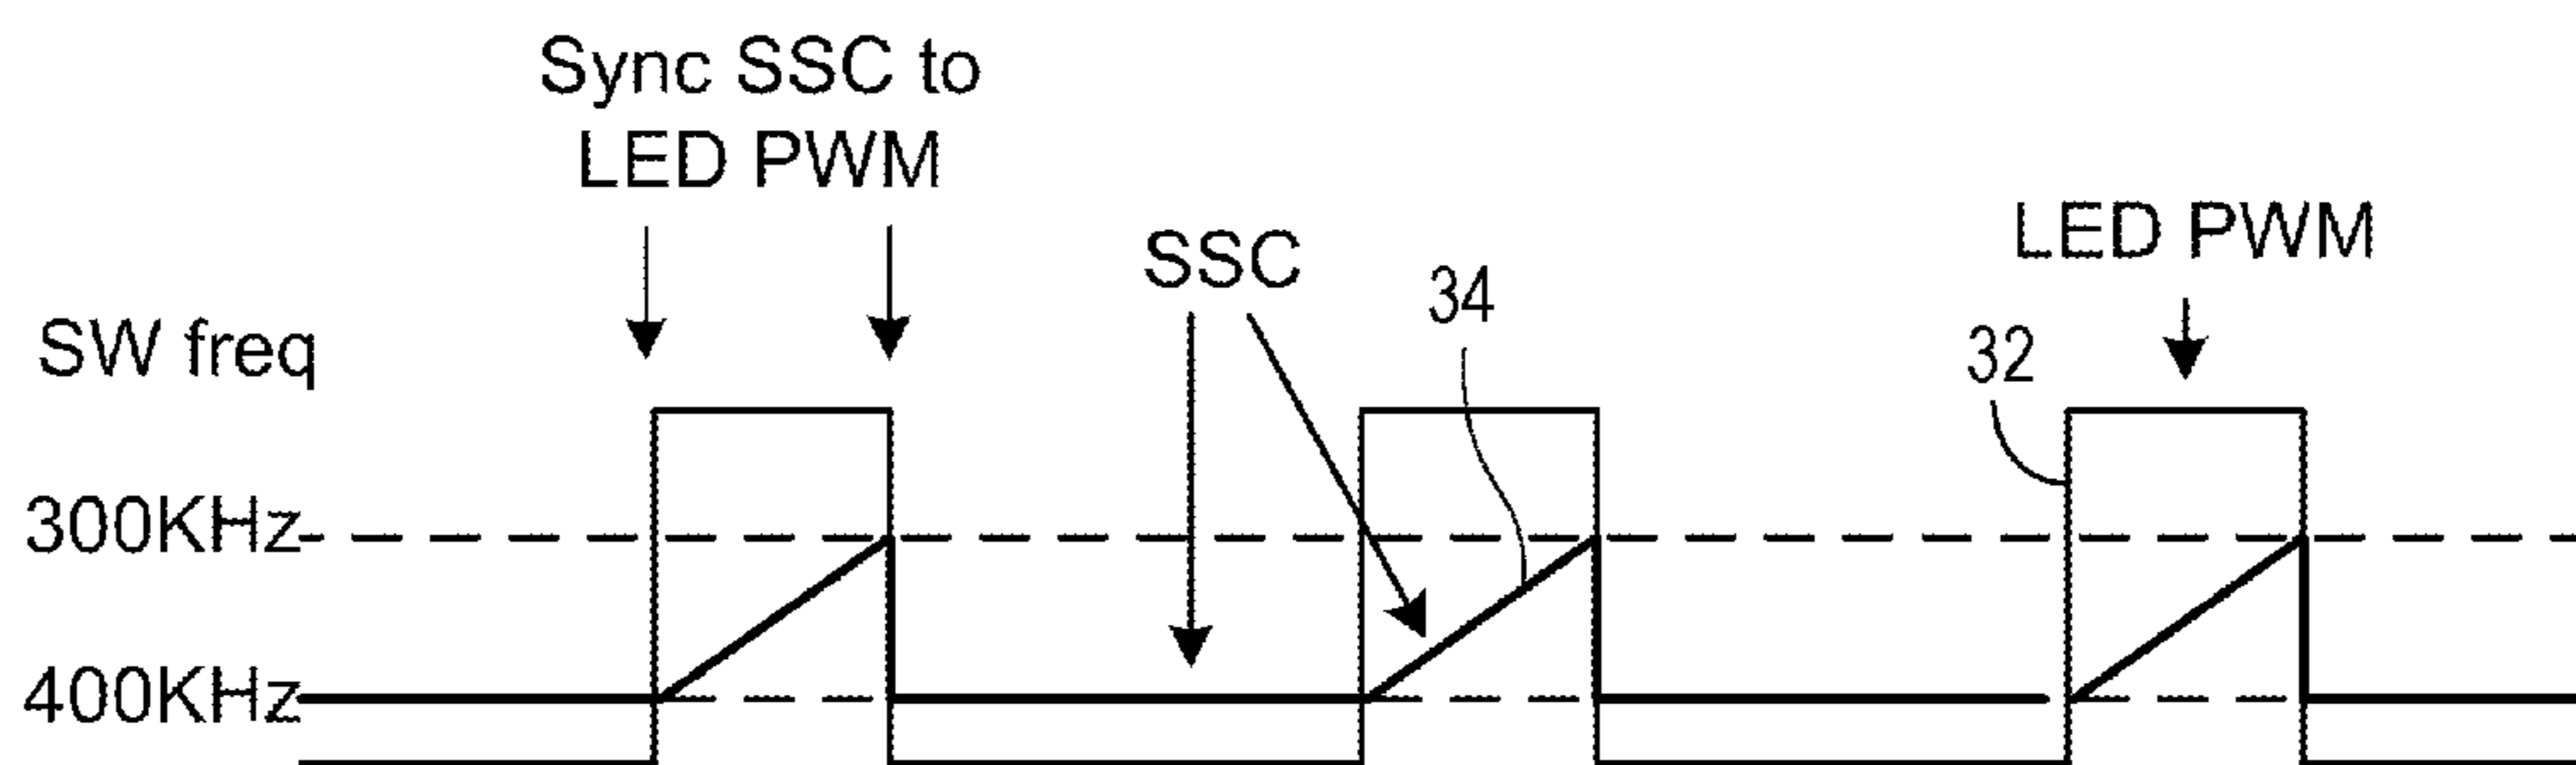 Sync SSC to
LED PWM
SSC
34
LED PWM
32
SW freq
300KHz
400KHz